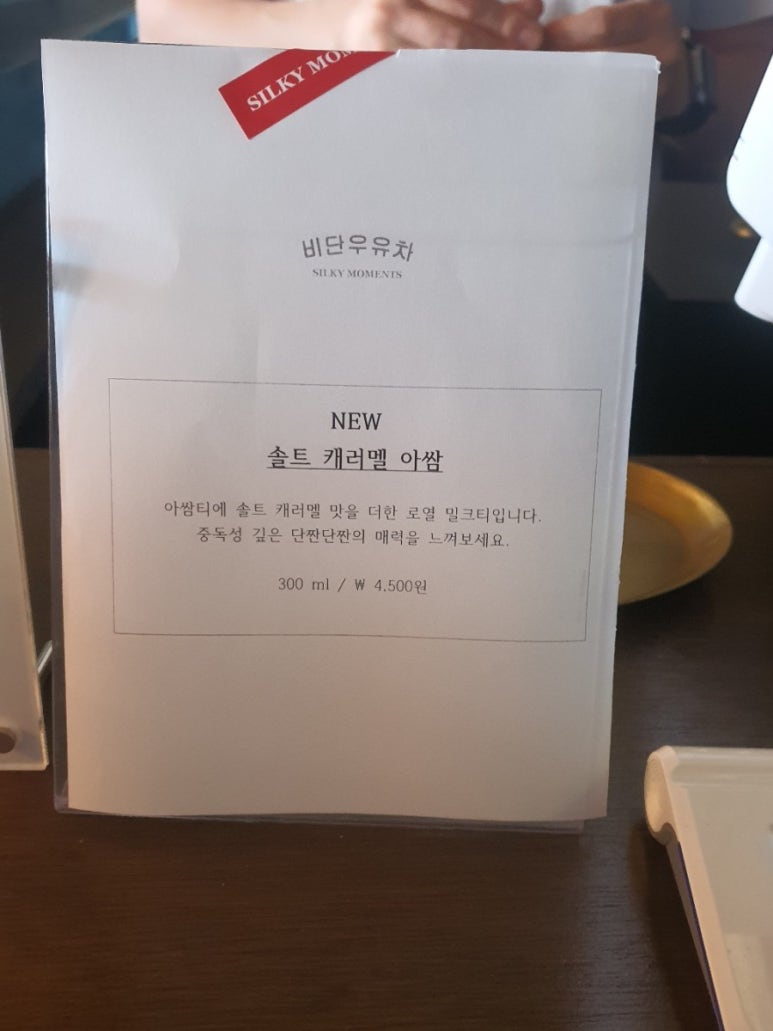 SILKY MOM
비단우유차
SILKY MOMENTS
NEW
솔트 캐러멜 아쌈
아쌈티에 솔트 캐러멜 맛을 더한 로열 밀크티입니다.
중독성 깊은 단짠단짠의 매력을 느껴보세요.
300 ml / ₩ 4,500원